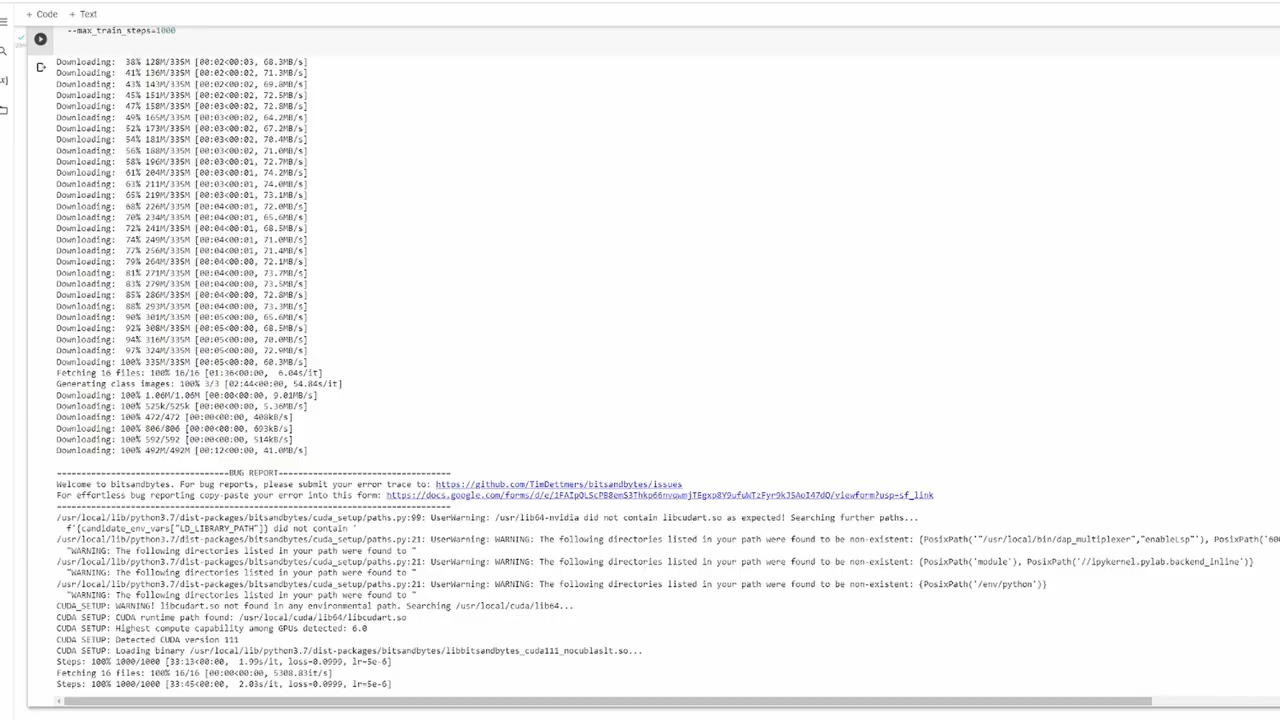 + Code + Text
--max_train_steps=1000
Downloading: 38% 128M/335M [00:02<00:03, 68.3MB/s]
Downloading: 41% 136M/335M [00:02<00:02, 71.3MB/s]
Downloading: 43% 143M/335M [00:02<00:02, 69.8MB/s]
Downloading: 45% 151M/335M [00:02<00:02, 72.5MB/s]
Downloading: 47% 158M/335M [00:03<00:02, 72.8MB/s]
Downloading: 49% 165M/335M [00:03<00:02, 64.2MB/s]
Downloading: 52% 173M/335M [00:03<00:02, 67.2MB/s]
Downloading: 54% 181M/335M [00:03<00:02, 70.4MB/s]
Downloading: 56% 188M/335M [00:03<00:02, 71.0MB/s]
Downloading: 58% 196M/335M [00:03<00:01, 72.7MB/s]
Downloading: 61% 204M/335M [00:03<00:01, 74.2MB/s]
Downloading: 63% 211M/335M [00:03<00:01, 74.0MB/s]
Downloading: 65% 219M/335M [00:03<00:01, 73.1MB/s]
Downloading: 68% 226M/335M [00:04<00:01, 72.0MB/s]
Downloading: 70% 234M/335M [00:04<00:01, 65.6MB/s]
Downloading: 72% 241M/335M [00:04<00:01, 68.5MB/s]
Downloading: 74% 249M/335M [00:04<00:01, 71.0MB/s]
Downloading: 77% 256M/335M [00:04<00:01, 71.4MB/s]
Downloading: 79% 264M/335M [00:04<00:00, 72.1MB/s]
Downloading: 81% 271M/335M [00:04<00:00, 73.7MB/s]
Downloading: 83% 279M/335M [00:04<00:00, 73.5MB/s]
Downloading: 85% 286M/335M [00:04<00:00, 72.8MB/s]
Downloading: 88% 293M/335M [00:04<00:00, 73.3MB/s]
Downloading: 90% 301M/335M [00:05<00:00, 65.6MB/s]
Downloading: 92% 308M/335M [00:05<00:00, 68.5MB/s]
Downloading: 94% 316M/335M [00:05<00:00, 70.0MB/s]
Downloading: 97% 324M/335M [00:05<00:00, 72.9MB/s]
Downloading: 100% 335M/335M [00:05<00:00, 60.3MB/s]
Fetching 16 files: 100% 16/16 [01:36<00:00, 6.04s/it]
Generating class images: 100% 3/3 [02:44<00:00, 54.84s/it]
Downloading: 100% 1.06M/1.06M [00:00<00:00, 9.01MB/s]
Downloading: 100% 525k/525k [00:00<00:00, 5.36MB/s]
Downloading: 100% 472/472 [00:00<00:00, 408kB/s]
Downloading: 100% 806/806 [00:00<00:00, 693kB/s]
Downloading: 100% 592/592 [00:00<00:00, 514kB/s]
Downloading: 100% 492M/492M [00:12<00:00, 41.0MB/s]
===================================BUG REPORT===================================
Welcome to bitsandbytes. For bug reports, please submit your error trace to: https://github.com/TimDettmers/bitsandbytes/issues
For effortless bug reporting copy-paste your error into this form:
================================================================================
/usr/local/lib/python3.7/dist-packages/bitsandbytes/cuda_setup/paths.py:99: UserWarning: /usr/lib64-nvidia did not contain libcudart.so as expected! Searching further paths...
f'{candidate_env_vars["LD_LIBRARY_PATH"]} did not contain '
/usr/local/lib/python3.7/dist-packages/bitsandbytes/cuda_setup/paths.py:21: UserWarning: WARNING: The following directories listed in your path were found to be non-existent: {PosixPath('"/usr/local/bin/dap_multiplexer","enableLsp"'), PosixPath('
"WARNING: The following directories listed in your path were found to "
/usr/local/lib/python3.7/dist-packages/bitsandbytes/cuda_setup/paths.py:21: UserWarning: WARNING: The following directories listed in your path were found to be non-existent: {PosixPath('module'), PosixPath('//ipykernel.pylab.backend_inline')}
"WARNING: The following directories listed in your path were found to "
/usr/local/lib/python3.7/dist-packages/bitsandbytes/cuda_setup/paths.py:21: UserWarning: WARNING: The following directories listed in your path were found to be non-existent: {PosixPath('/env/python')}
"WARNING: The following directories listed in your path were found to "
CUDA_SETUP: WARNING! libcudart.so not found in any environmental path. Searching /usr/local/cuda/lib64...
CUDA SETUP: CUDA runtime path found: /usr/local/cuda/lib64/libcudart.so
CUDA SETUP: Highest compute capability among GPUs detected: 6.0
CUDA SETUP: Detected CUDA version 111
CUDA SETUP: Loading binary /usr/local/lib/python3.7/dist-packages/bitsandbytes/libbitsandbytes_cuda111_nocublaslt.so...
Steps: 100% 1000/1000 [33:13<00:00, 1.99s/it, loss=0.0999, lr=5e-6]
Fetching 16 files: 100% 16/16 [00:00<00:00, 5308.83it/s]
Steps: 100% 1000/1000 [33:45<00:00, 2.03s/it, loss=0.0999, lr=5e-6]